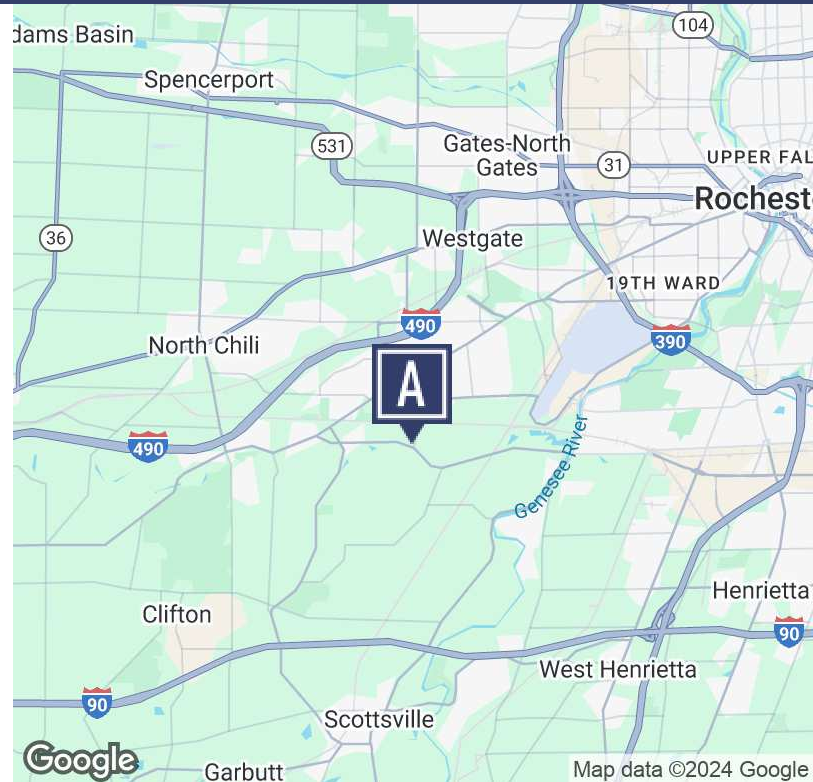 104
dams Basin
Spencerport
Gates-North
Gates
531
31
UPPER FAL
Rochest
36
Westgate
19TH WARD
490
390
North Chili
A
490
Genesee River
Henrietta
Clifton
90
West Henrietta
90
Scottsville
Google
Garbutt
Map data ©2024 Google